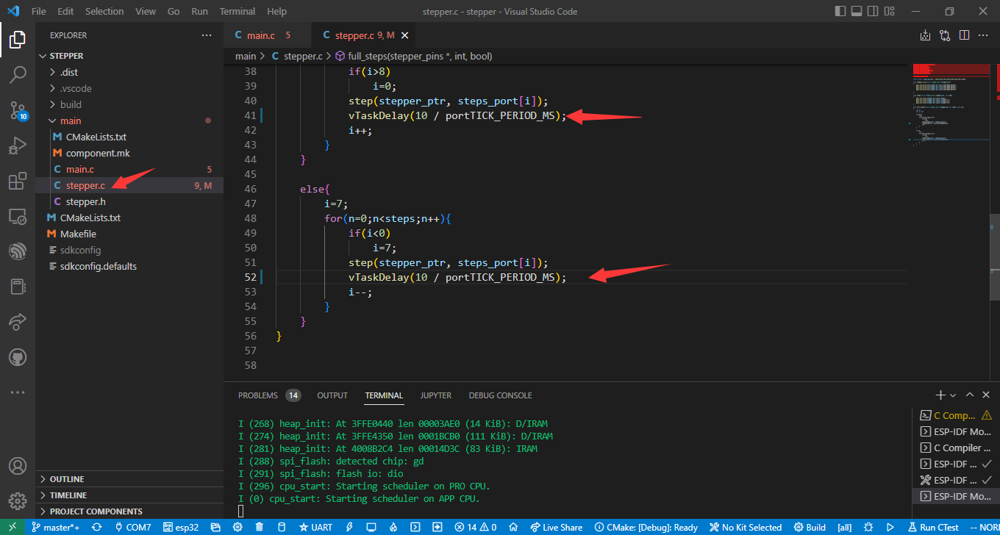 File Edit Selection View Go Run Terminal Help
stepper.c - stepper - Visual Studio Code
EXPLORER
STEPPER
.dist
.vscode
build
main
CMakeLists.txt
component.mk
main.c 5
stepper.c 9, M
stepper.h
CMakeLists.txt
Makefile
sdkconfig
sdkconfig.defaults
OUTLINE
TIMELINE
PROJECT COMPONENTS
10
main.c 5
stepper.c 9, M
main > stepper.c > full_steps(stepper_pins *, int, bool)
38 if(i>8)
39 i=0;
40 step(stepper_ptr, steps_port[i]);
41 vTaskDelay(10 / portTICK_PERIOD_MS);
42 i++;
43 }
44 }
45
46 else{
47 i=7;
48 for(n=0;n<steps;n++){
49 if(i<0)
50 i=7;
51 step(stepper_ptr, steps_port[i]);
52 vTaskDelay(10 / portTICK_PERIOD_MS);
53 i--;
54 }
55 }
56 }
57
58
PROBLEMS 14 OUTPUT TERMINAL JUPYTER DEBUG CONSOLE
I (268) heap_init: At 3FFE0440 len 00003AE0 (14 KiB): D/IRAM
I (274) heap_init: At 3FFE4350 len 0001BCB0 (111 KiB): D/IRAM
I (281) heap_init: At 4008B2C4 len 00014D3C (83 KiB): IRAM
I (288) spi_flash: detected chip: gd
I (291) spi_flash: flash io: dio
I (296) cpu_start: Starting scheduler on PRO CPU.
I (0) cpu_start: Starting scheduler on APP CPU.
C Comp...
ESP-IDF Mo...
C Compiler ...
ESP-IDF ...
ESP-IDF ...
ESP-IDF Mo...
master*+ COM7 esp32 UART 14 0 Live Share CMake: [Debug]: Ready No Kit Selected Build [all] Run CTest -- NORM